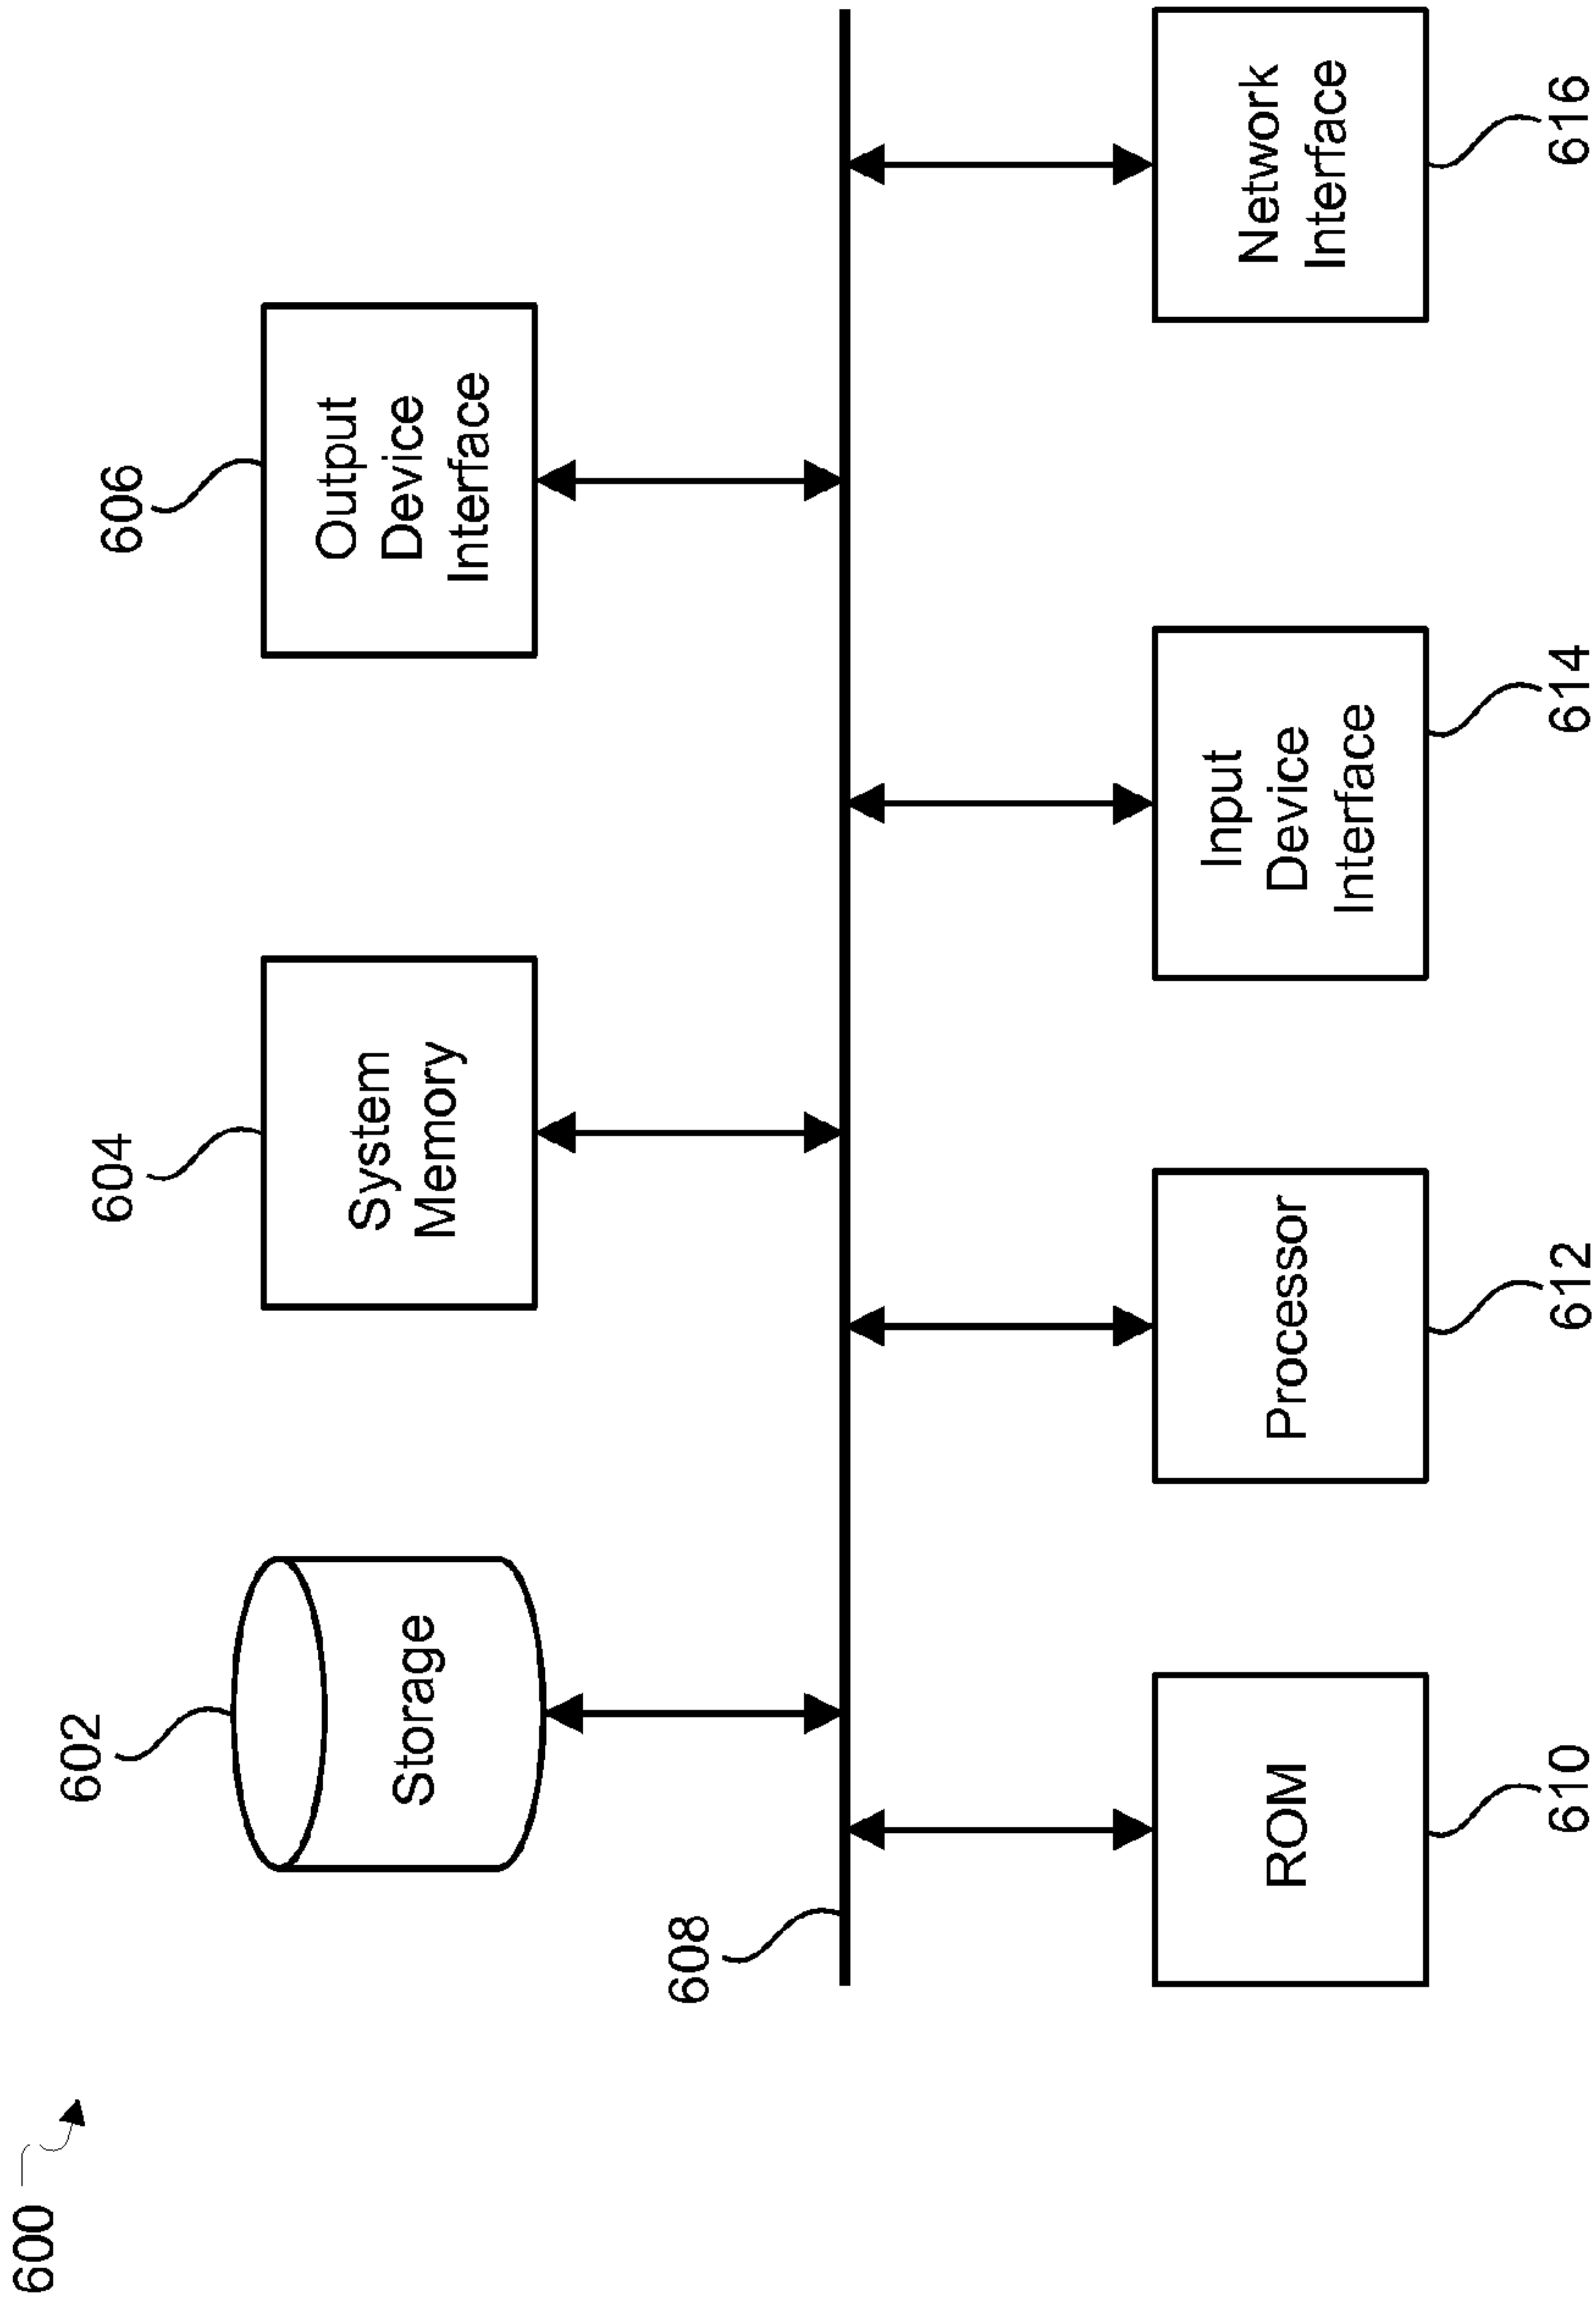 600
602
604
606
Storage
System
Memory
Output
Device
Interface
608
ROM
Processor
Input
Device
Interface
Network
Interface
610
612
614
616